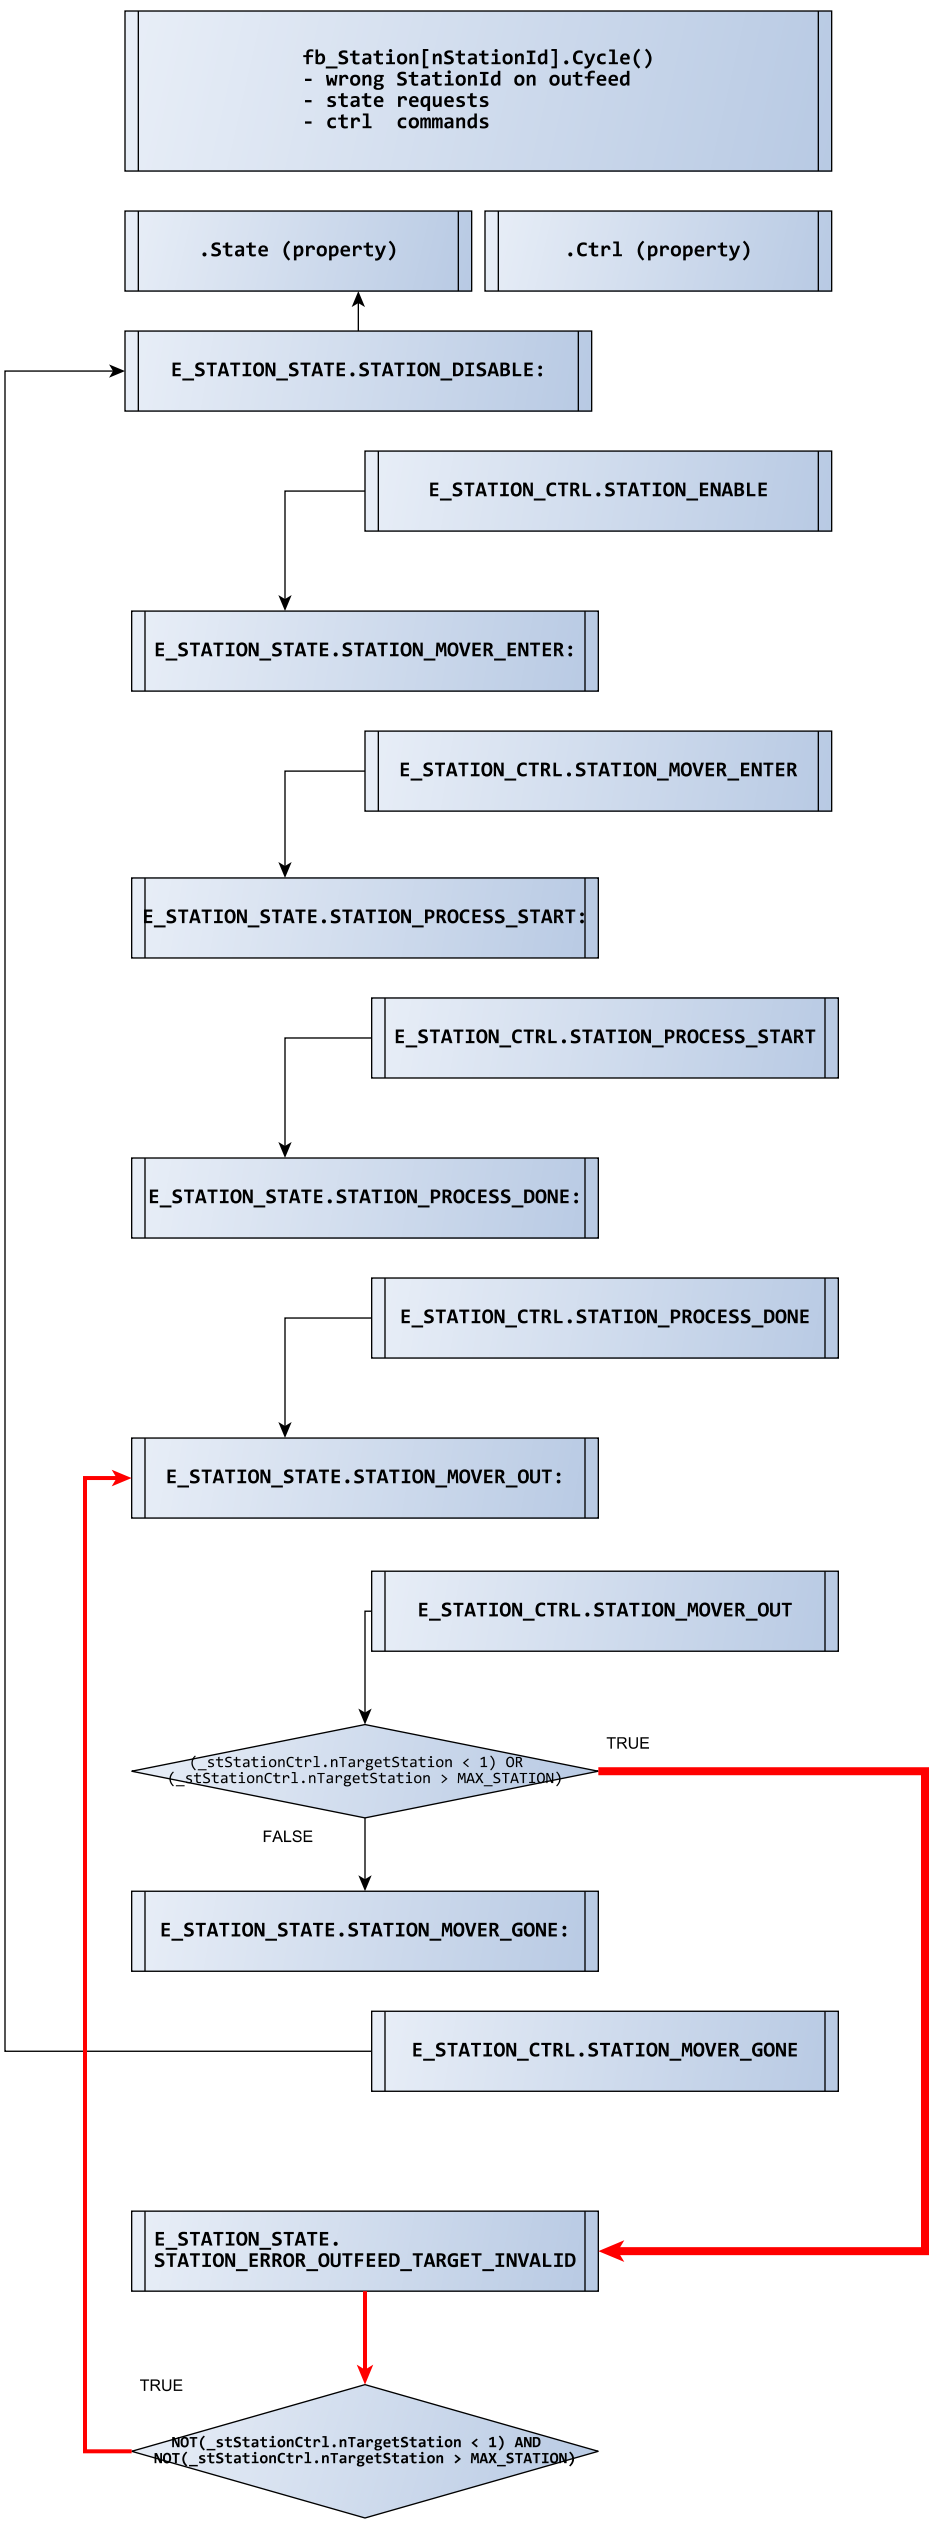 fb_Station[nStationId].Cycle()
- wrong StationId on outfeed
- state requests
- ctrl  commands
.State (property)
.Ctrl (property)
E_STATION_STATE.STATION_DISABLE:
E_STATION_CTRL.STATION_ENABLE
E_STATION_STATE.STATION_MOVER_ENTER:
E_STATION_CTRL.STATION_MOVER_ENTER
E_STATION_STATE.STATION_PROCESS_START:
E_STATION_CTRL.STATION_PROCESS_START
E_STATION_STATE.STATION_PROCESS_DONE:
E_STATION_CTRL.STATION_PROCESS_DONE
E_STATION_STATE.STATION_MOVER_OUT:
E_STATION_CTRL.STATION_MOVER_OUT
TRUE
(_stStationCtrl.nTargetStation < 1) OR
(_stStationCtrl.nTargetStation > MAX_STATION)
FALSE
E_STATION_STATE.STATION_MOVER_GONE:
E_STATION_CTRL.STATION_MOVER_GONE
E_STATION_STATE.
STATION_ERROR_OUTFEED_TARGET_INVALID
TRUE
NOT(_stStationCtrl.nTargetStation < 1) AND
NOT(_stStationCtrl.nTargetStation > MAX_STATION)